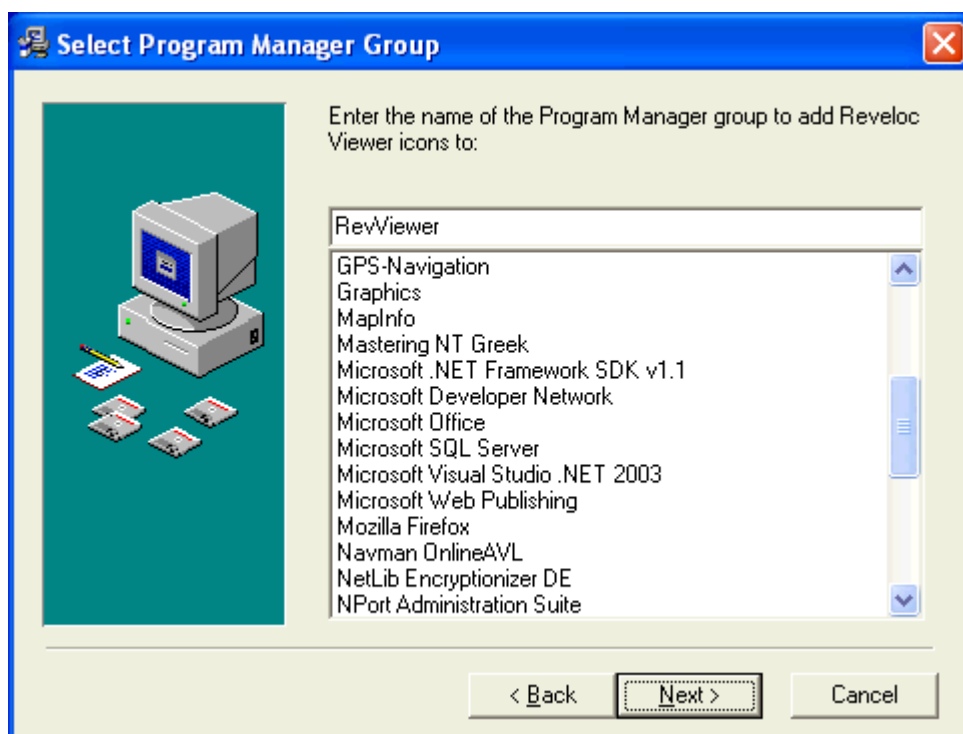 Select Program Manager Group
Enter the name of the Program Manager group to add Reveloc
Viewer icons to:
RevViewer
GPS-Navigation
Graphics
MapInfo
Mastering NT Greek
Microsoft .NET Framework SDK v1.1
Microsoft Developer Network
Microsoft Office
Microsoft SQL Server
Microsoft Visual Studio .NET 2003
Microsoft Web Publishing
Mozilla Firefox
Navman OnlineAVL
NetLib Encryptionizer DE
NPort Administration Suite
< Back
Next >
Cancel